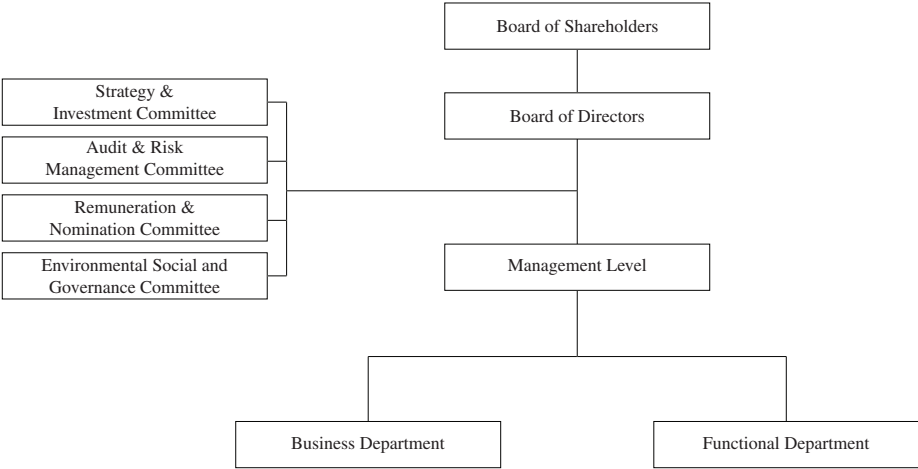 Board of Shareholders
Board of Directors
Strategy &
Investment Committee
Audit & Risk
Management Committee
Remuneration &
Nomination Committee
Environmental Social and
Governance Committee
Management Level
Business Department
Functional Department